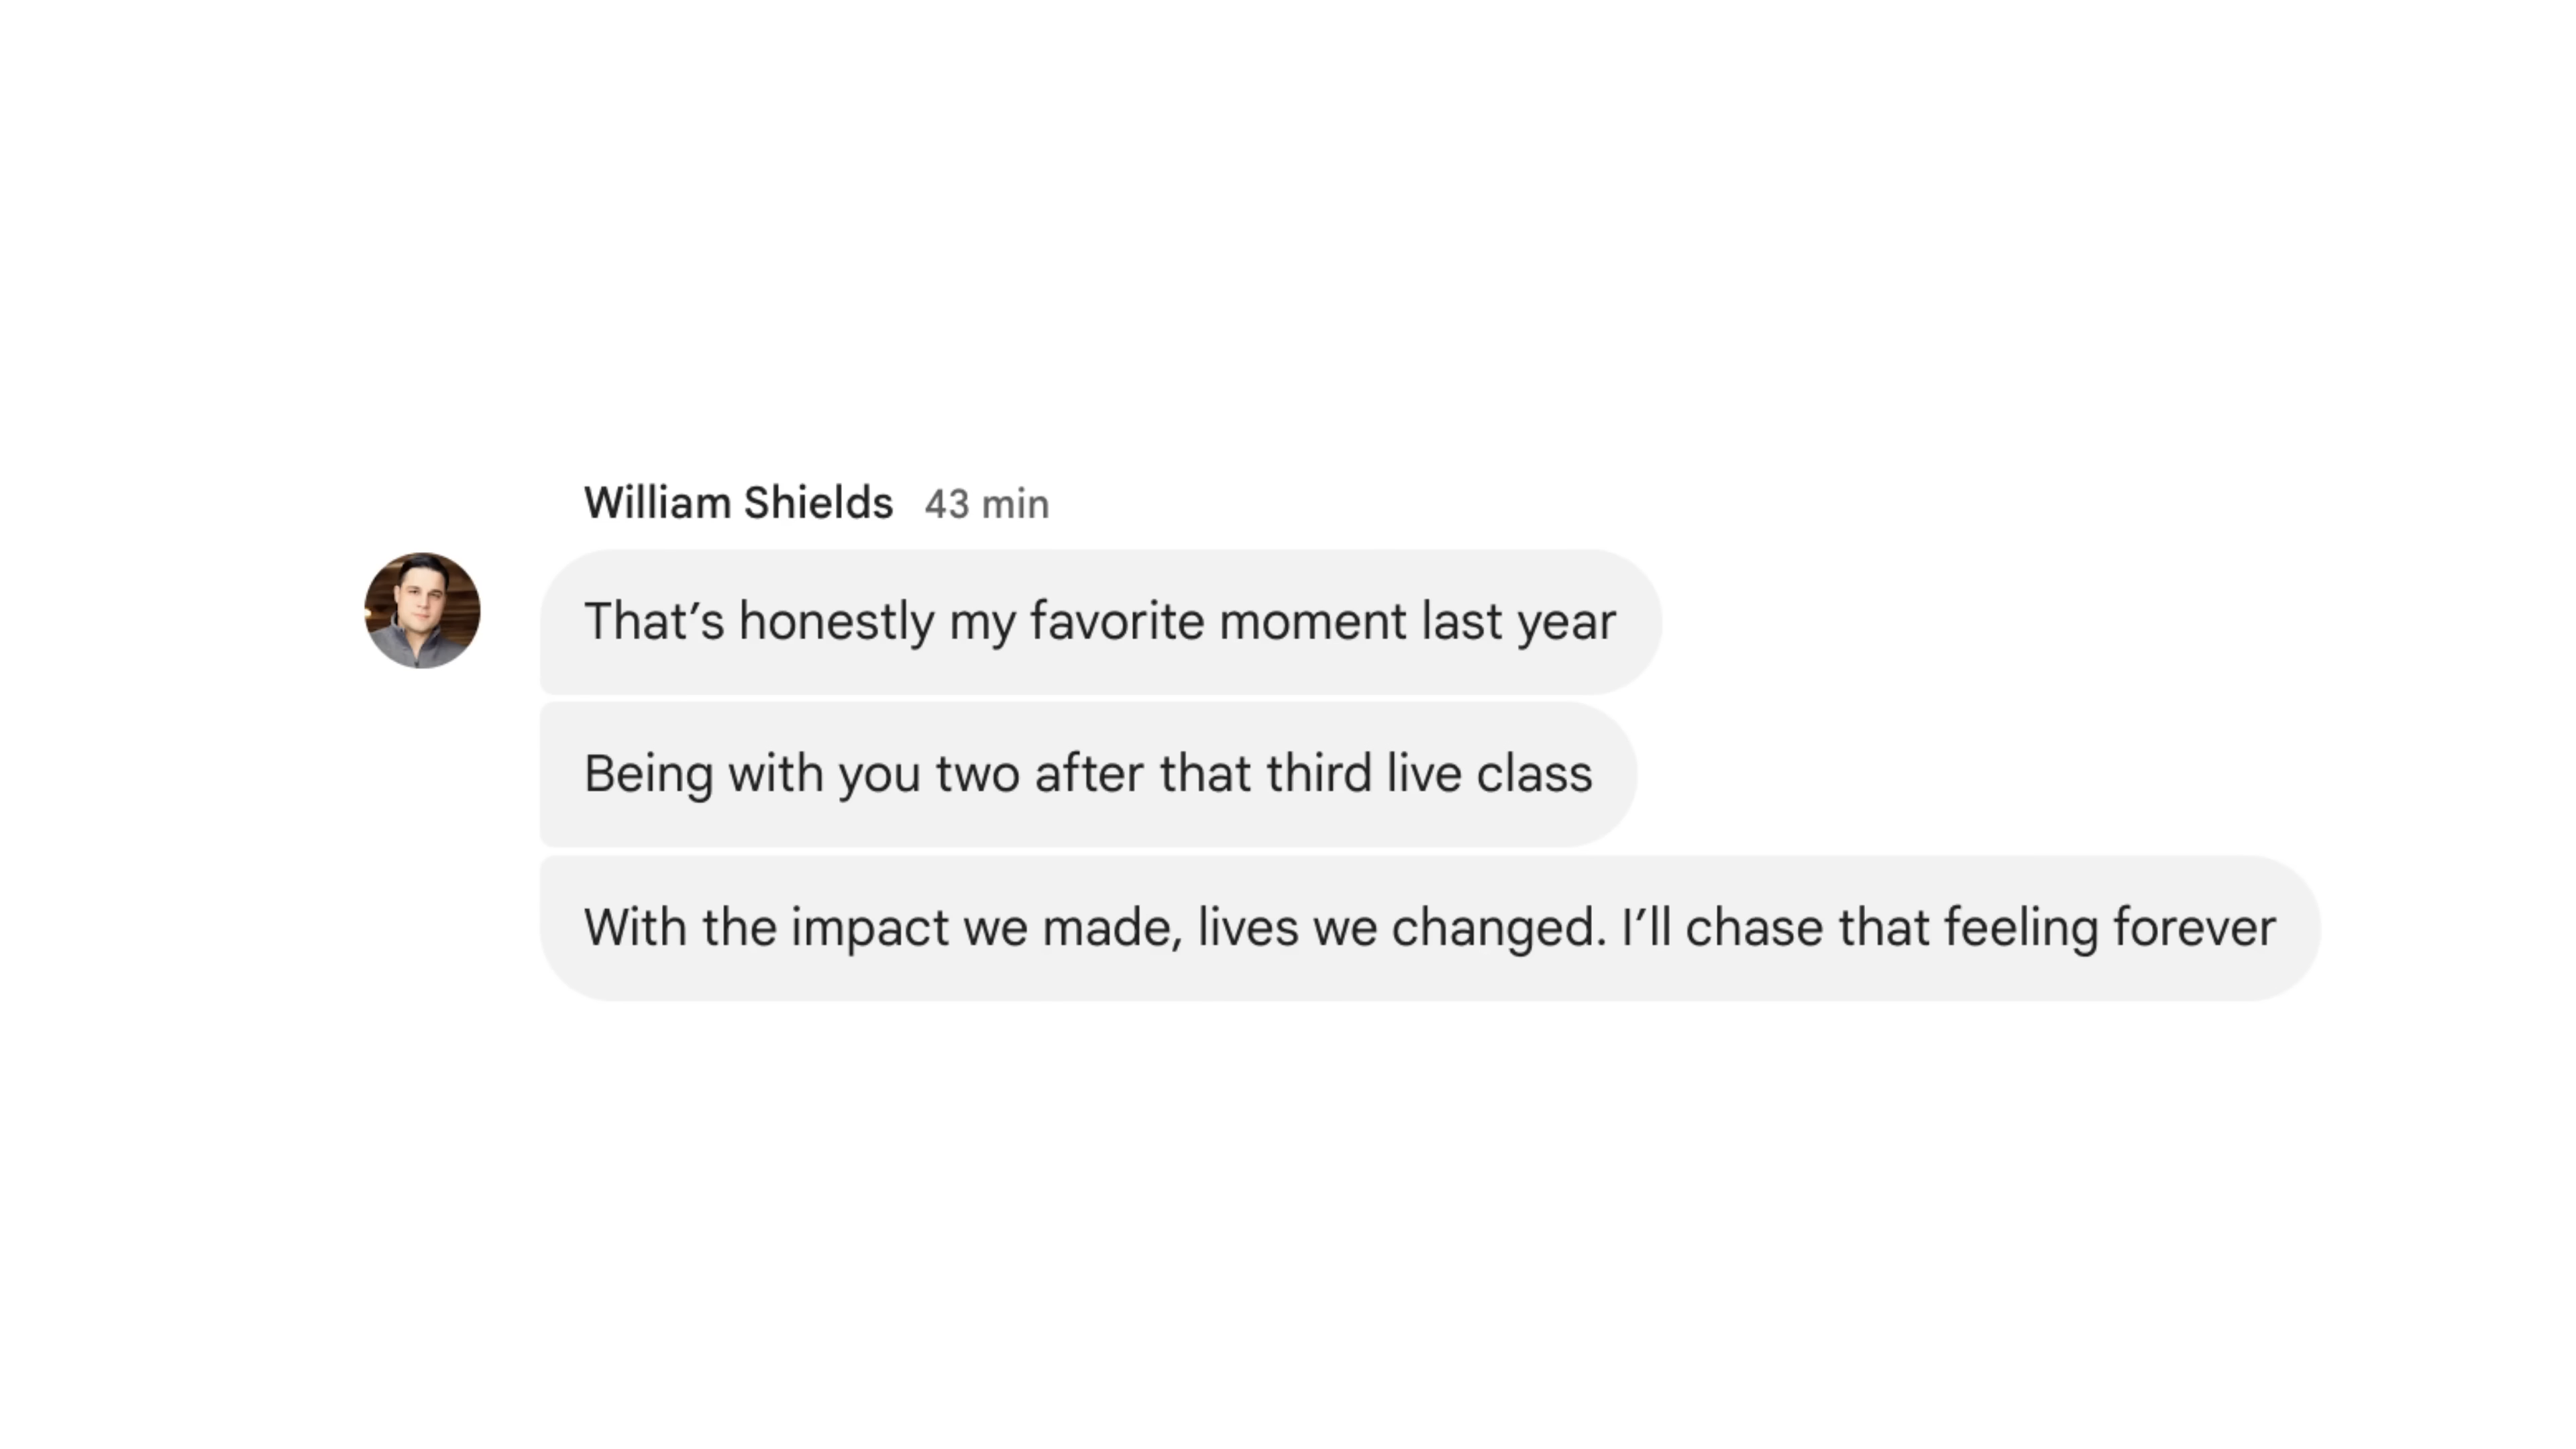 William Shields 43 min
That’s honestly my favorite moment last year
Being with you two after that third live class
With the impact we made, lives we changed. I’ll chase that feeling forever